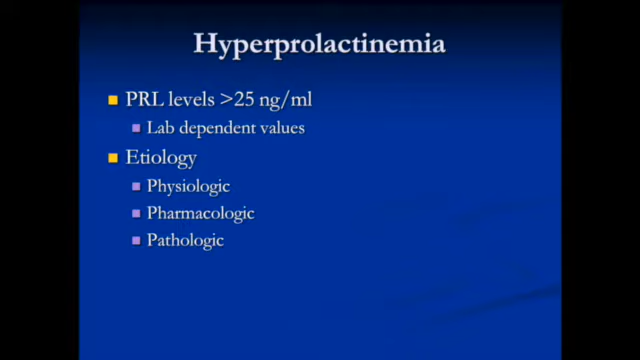 Hyperprolactinemia
PRL levels >25 ng/ml
Lab dependent values
Etiology
Physiologic
Pharmacologic
Pathologic